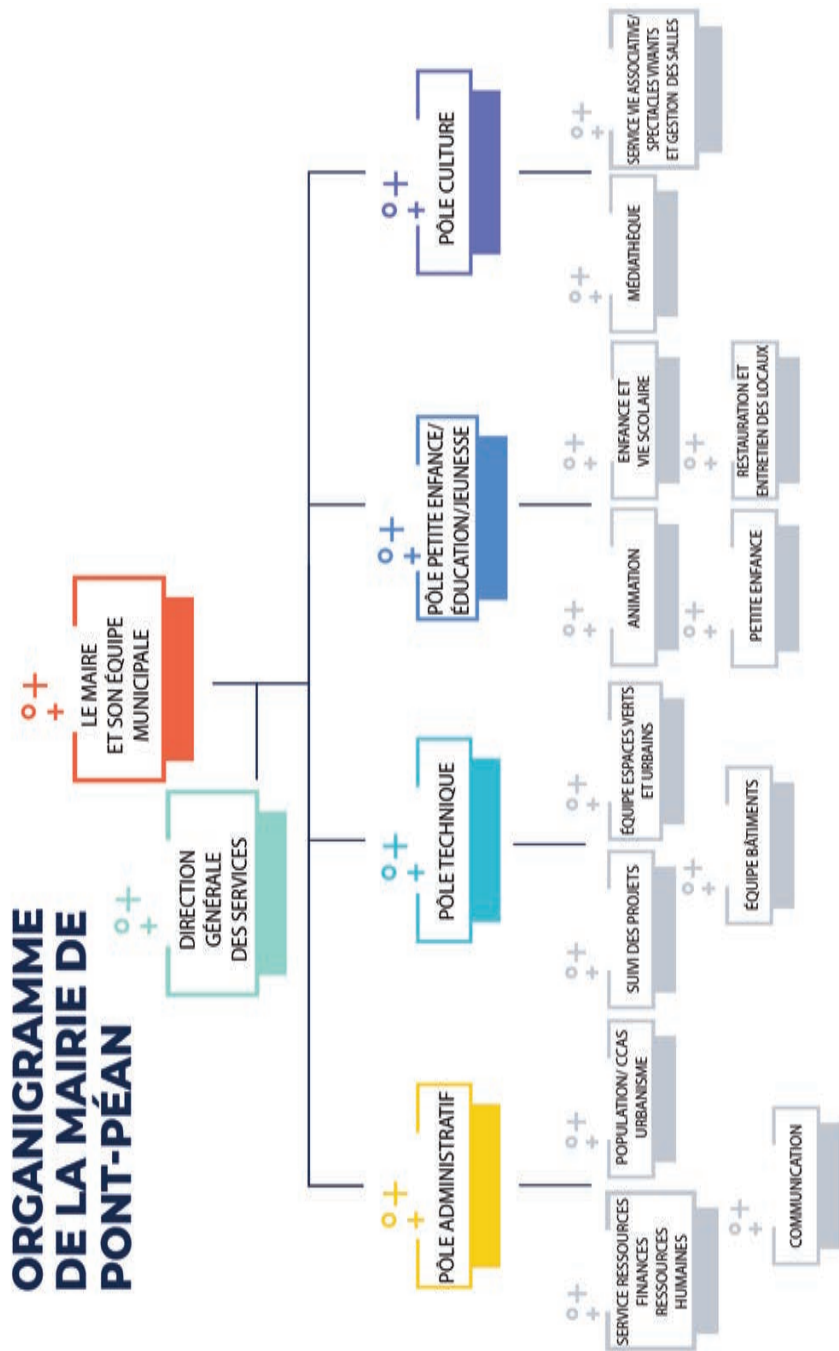 ORGANIGRAMME
DE LA MAIRIE DE
PONT-PÉAN
LE MAIRE
ET SON ÉQUIPE
MUNICIPALE
DIRECTION
GÉNÉRALE
DES SERVICES
PÔLE ADMINISTRATIF
PÔLE TECHNIQUE
PÔLE PETITE ENFANCE/
ÉDUCATION/JEUNESSE
PÔLE CULTURE
SERVICE RESSOURCES
FINANCES
RESSOURCES
HUMAINES
POPULATION/ CCAS
URBANISME
COMMUNICATION
SUIVI DES PROJETS
ÉQUIPE ESPACES VERTS
ET URBAINS
ÉQUIPE BÂTIMENTS
ANIMATION
ENFANCE ET
VIE SCOLAIRE
PETITE ENFANCE
RESTAURATION ET
ENTRETIEN DES LOCAUX
MÉDIATHÈQUE
SERVICE VIE ASSOCIATIVE/
SPECTACLES VIVANTS
ET GESTION DES SALLES